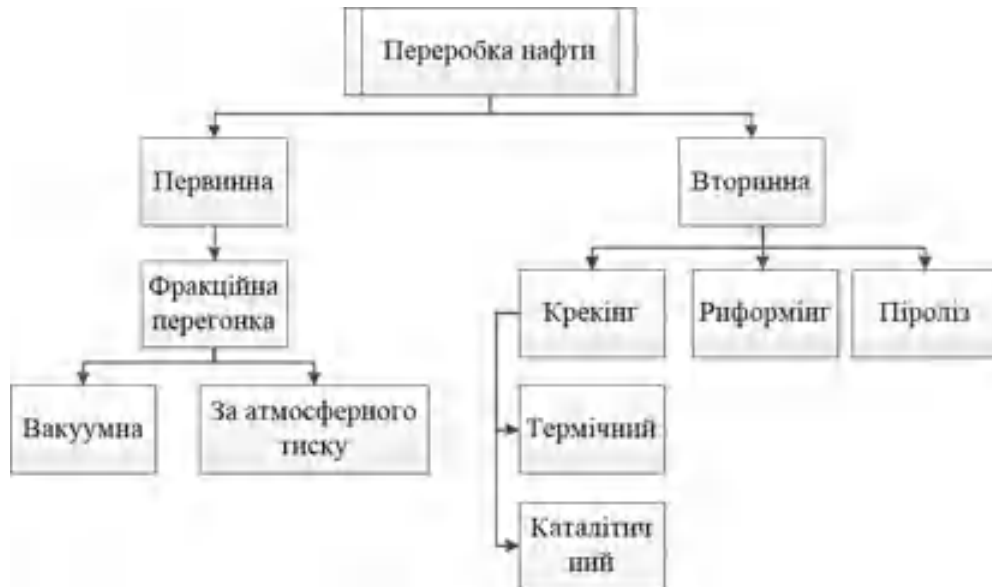 Переробка нафти
Первинна
Вторинна
Фракційна
перегонка
Крекінг
Риформінг
Піроліз
Вакуумна
За атмосферного
тиску
Термічний
Каталітич
ний